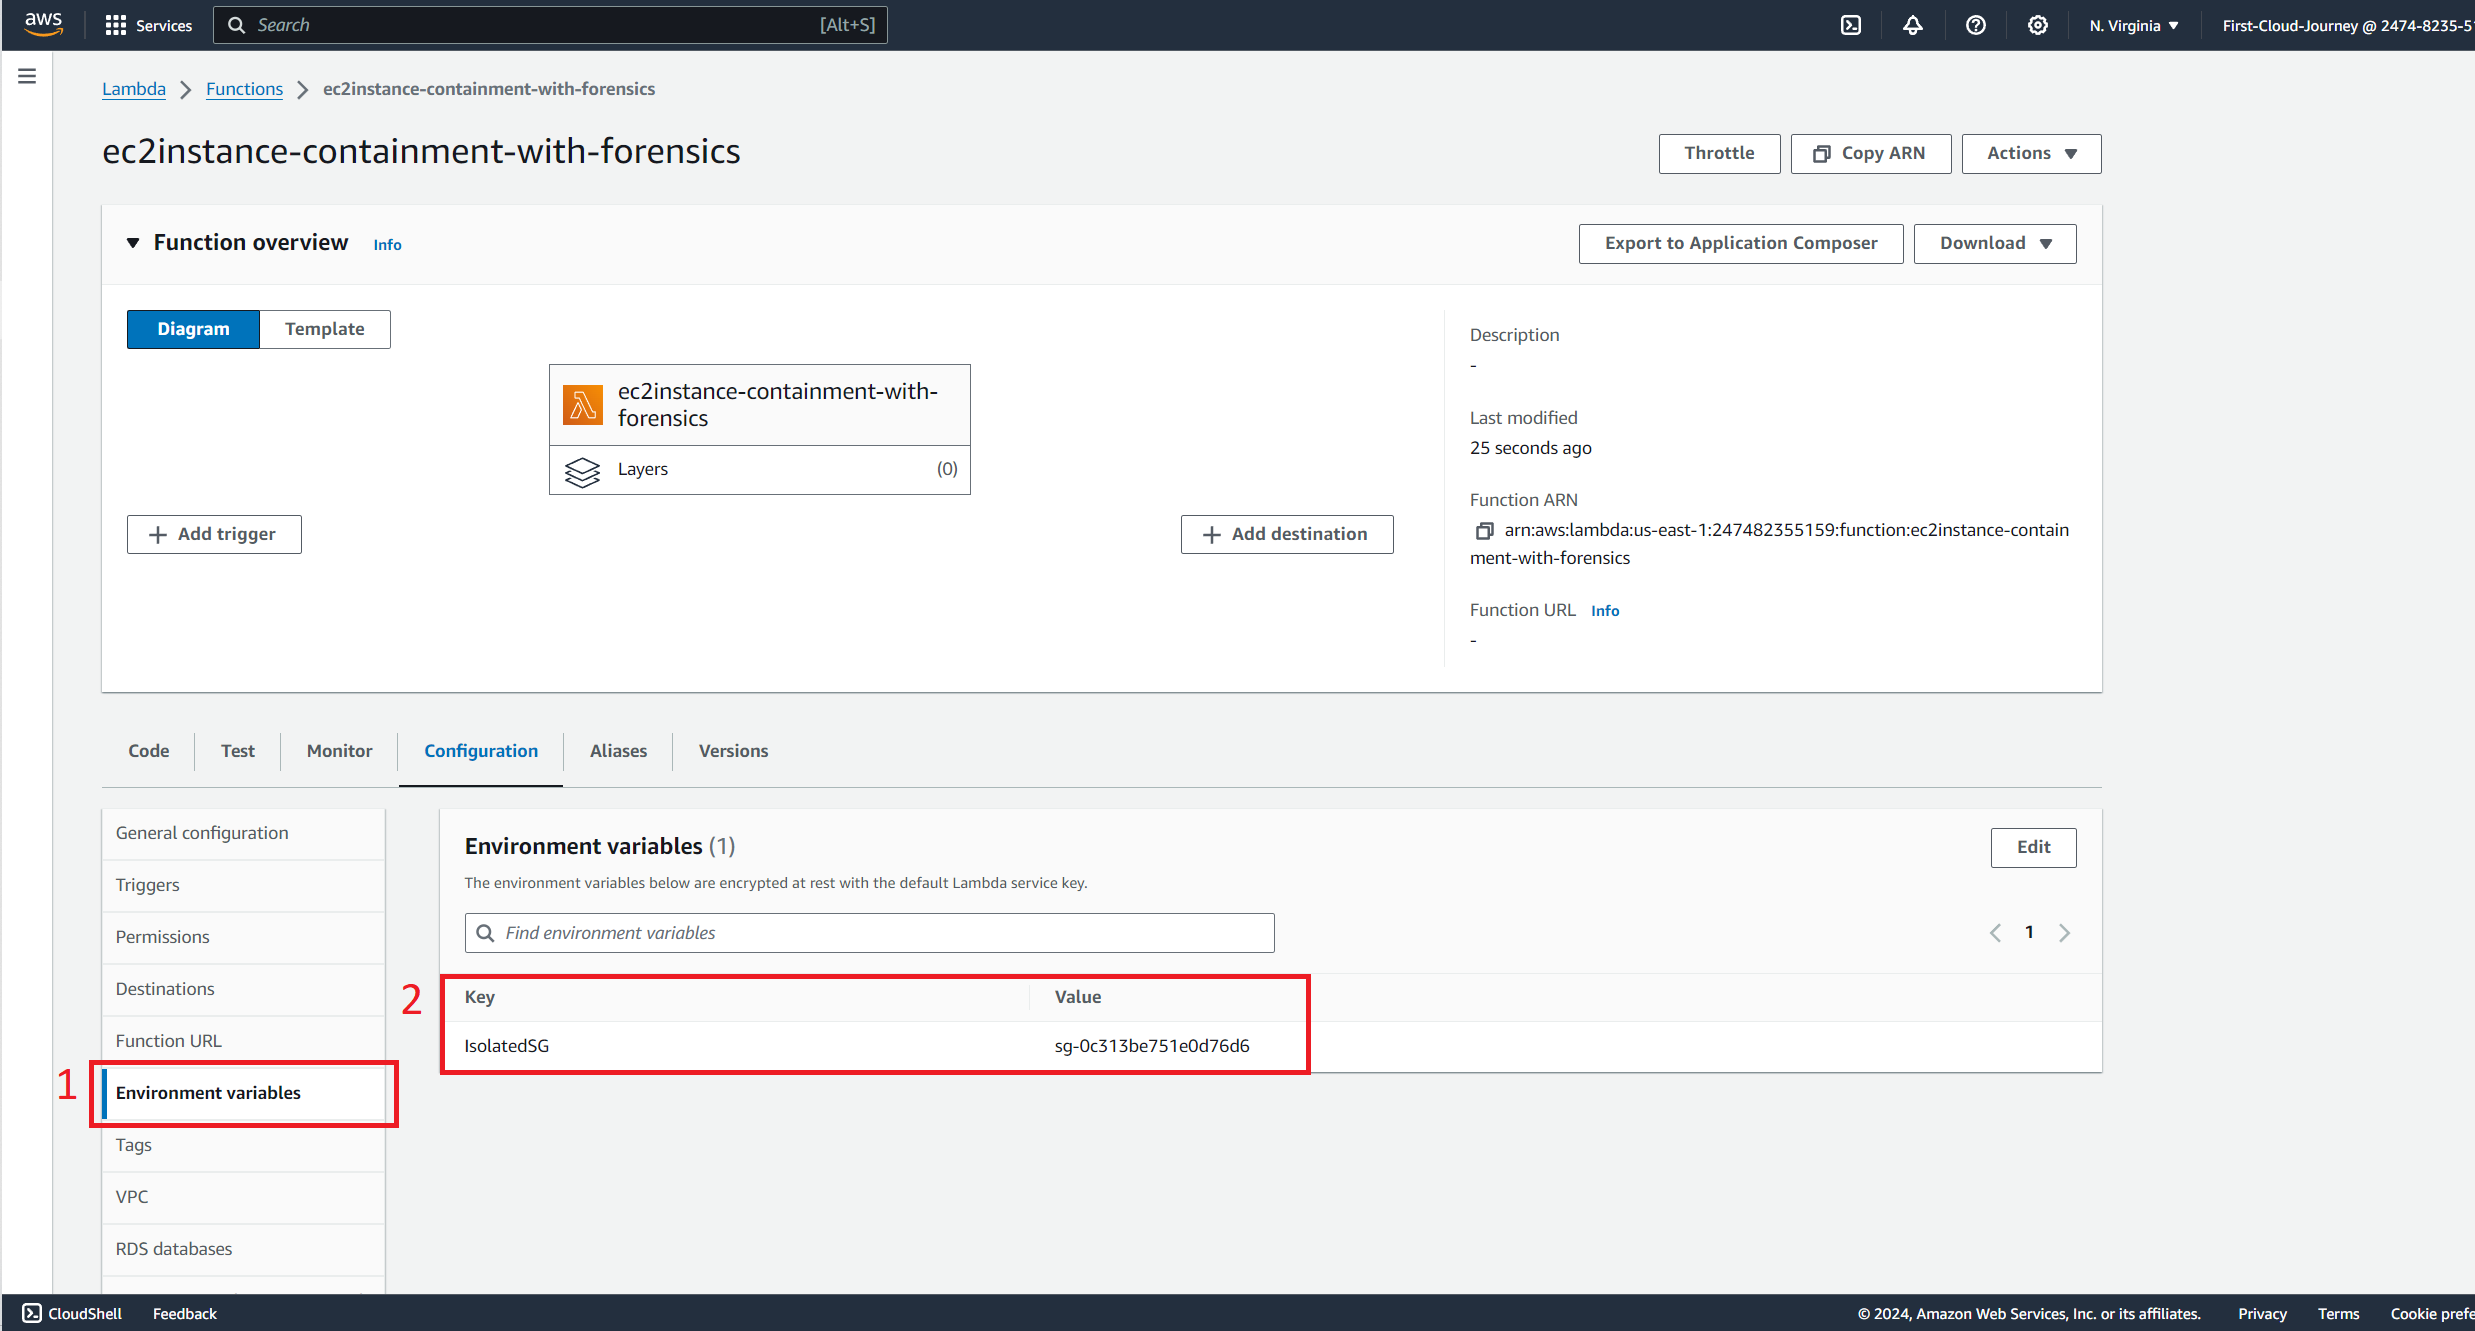 aws Services Search [Alt+S] N. Virginia First-Cloud-Journey @ 2474-8235-5
Lambda Functions ec2instance-containment-with-forensics
ec2instance-containment-with-forensics
Throttle Copy ARN Actions
Function overview Info Export to Application Composer Download
Diagram Template
ec2instance-containment-with-
forensics
Layers (0)
Add trigger
Add destination
Description
-
Last modified
25 seconds ago
Function ARN
arn:aws:lambda:us-east-1:247482355159:function:ec2instance-contain
ment-with-forensics
Function URL Info
-
Code Test Monitor Configuration Aliases Versions
General configuration
Triggers
Permissions
Destinations
Function URL
1 Environment variables
Tags
VPC
RDS databases
Environment variables (1) Edit
The environment variables below are encrypted at rest with the default Lambda service key.
Find environment variables 1
2 Key Value
IsolatedSG sg-0c313be751e0d76d6
CloudShell Feedback © 2024, Amazon Web Services, Inc. or its affiliates. Privacy Terms Cookie prefe